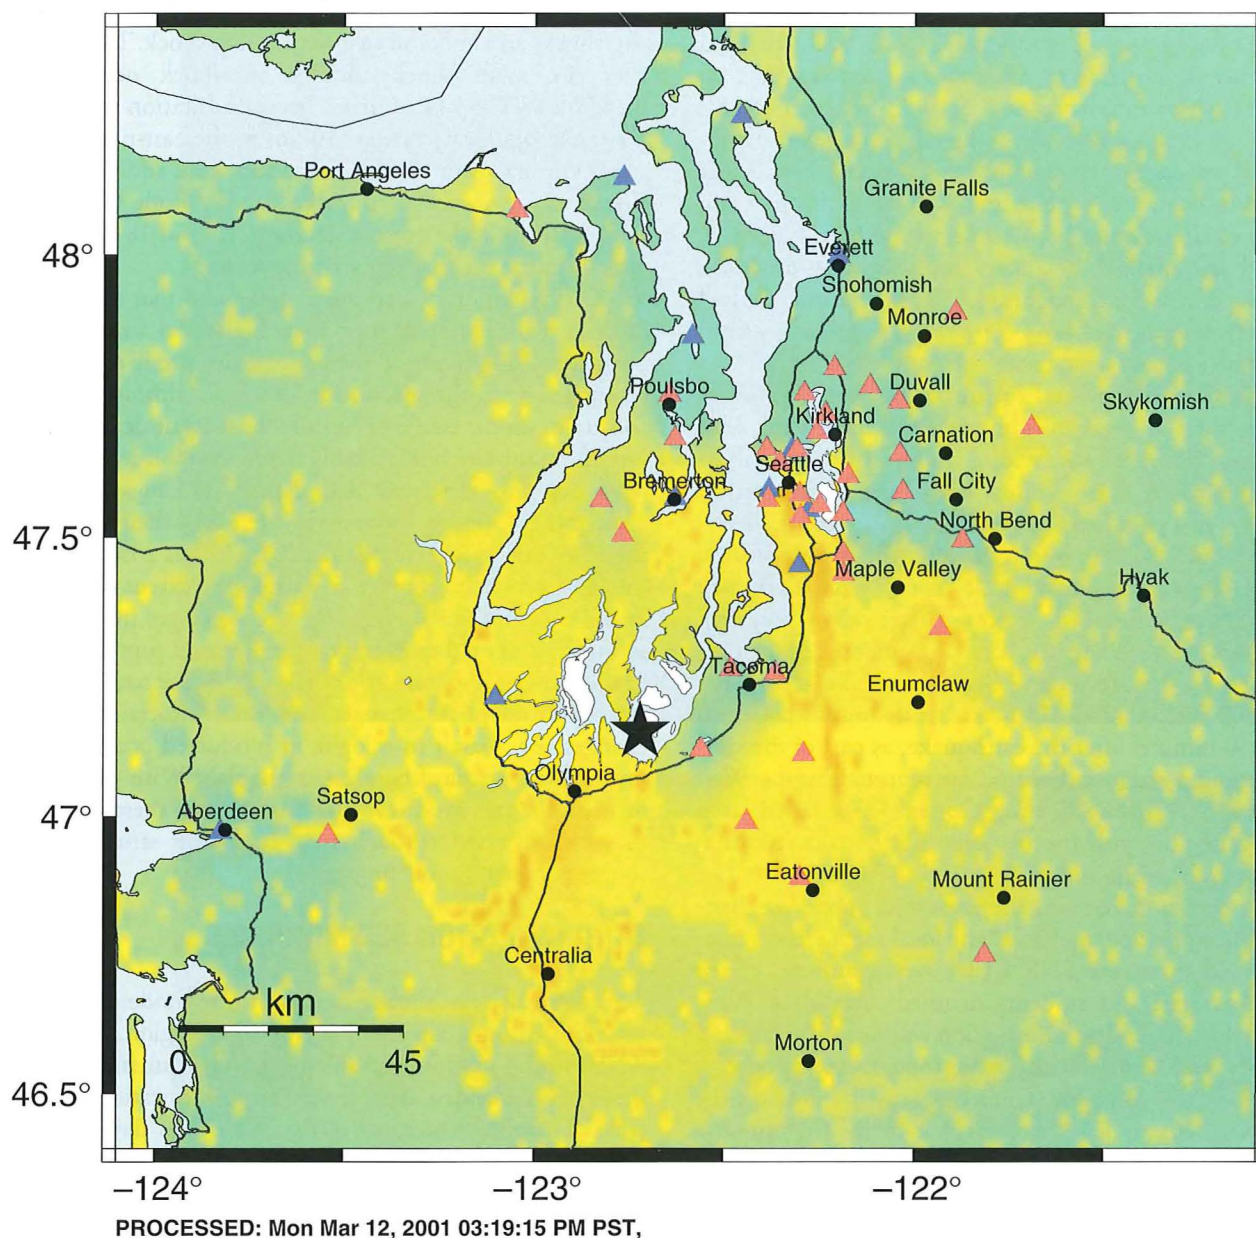 Port Angeles
Granite Falls
48°
Everett
Snohomish
Monroe
Poulsbo
Duvall
Skykomish
Kirkland
Carnation
Seattle
Bremerton
Fall City
North Bend
47.5°
Maple Valley
Hyak
Tacoma
Enumclaw
Olympia
Satsop
Aberdeen
47°
Eatonville
Mount Rainier
Centralia
km
0 45
Morton
46.5°
−124° −123° −122°
PROCESSED: Mon Mar 12, 2001 03:19:15 PM PST,